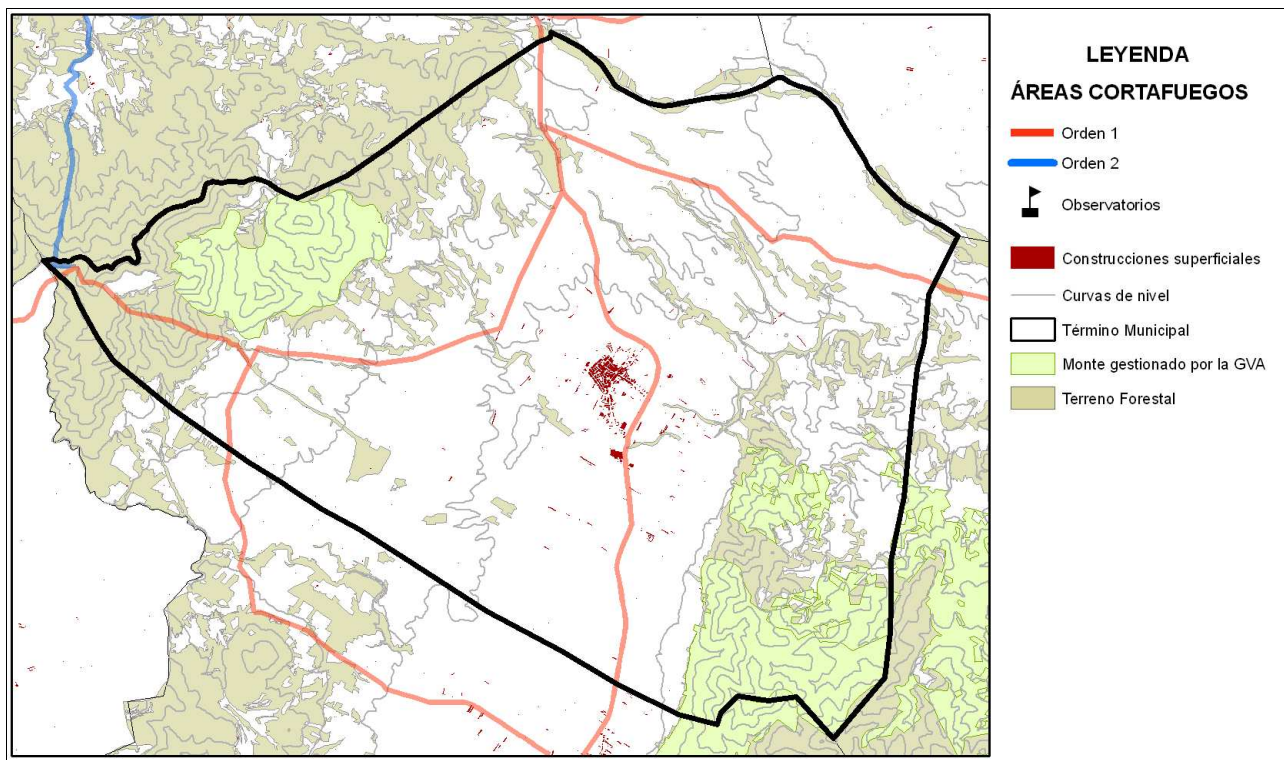 LEYENDA
ÁREAS CORTAFUEGOS
Orden 1
Orden 2
Observatorios
Construcciones superficiales
Curvas de nivel
Término Municipal
Monte gestionado por la GVA
Terreno Forestal